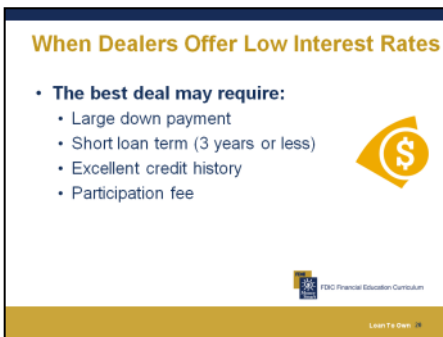 When Dealers Offer Low Interest Rates
• The best deal may require:
• Large down payment
• Short loan term (3 years or less)
• Excellent credit history
• Participation fee
$
FDIC Financial Education Curriculum
Loan To Own 29